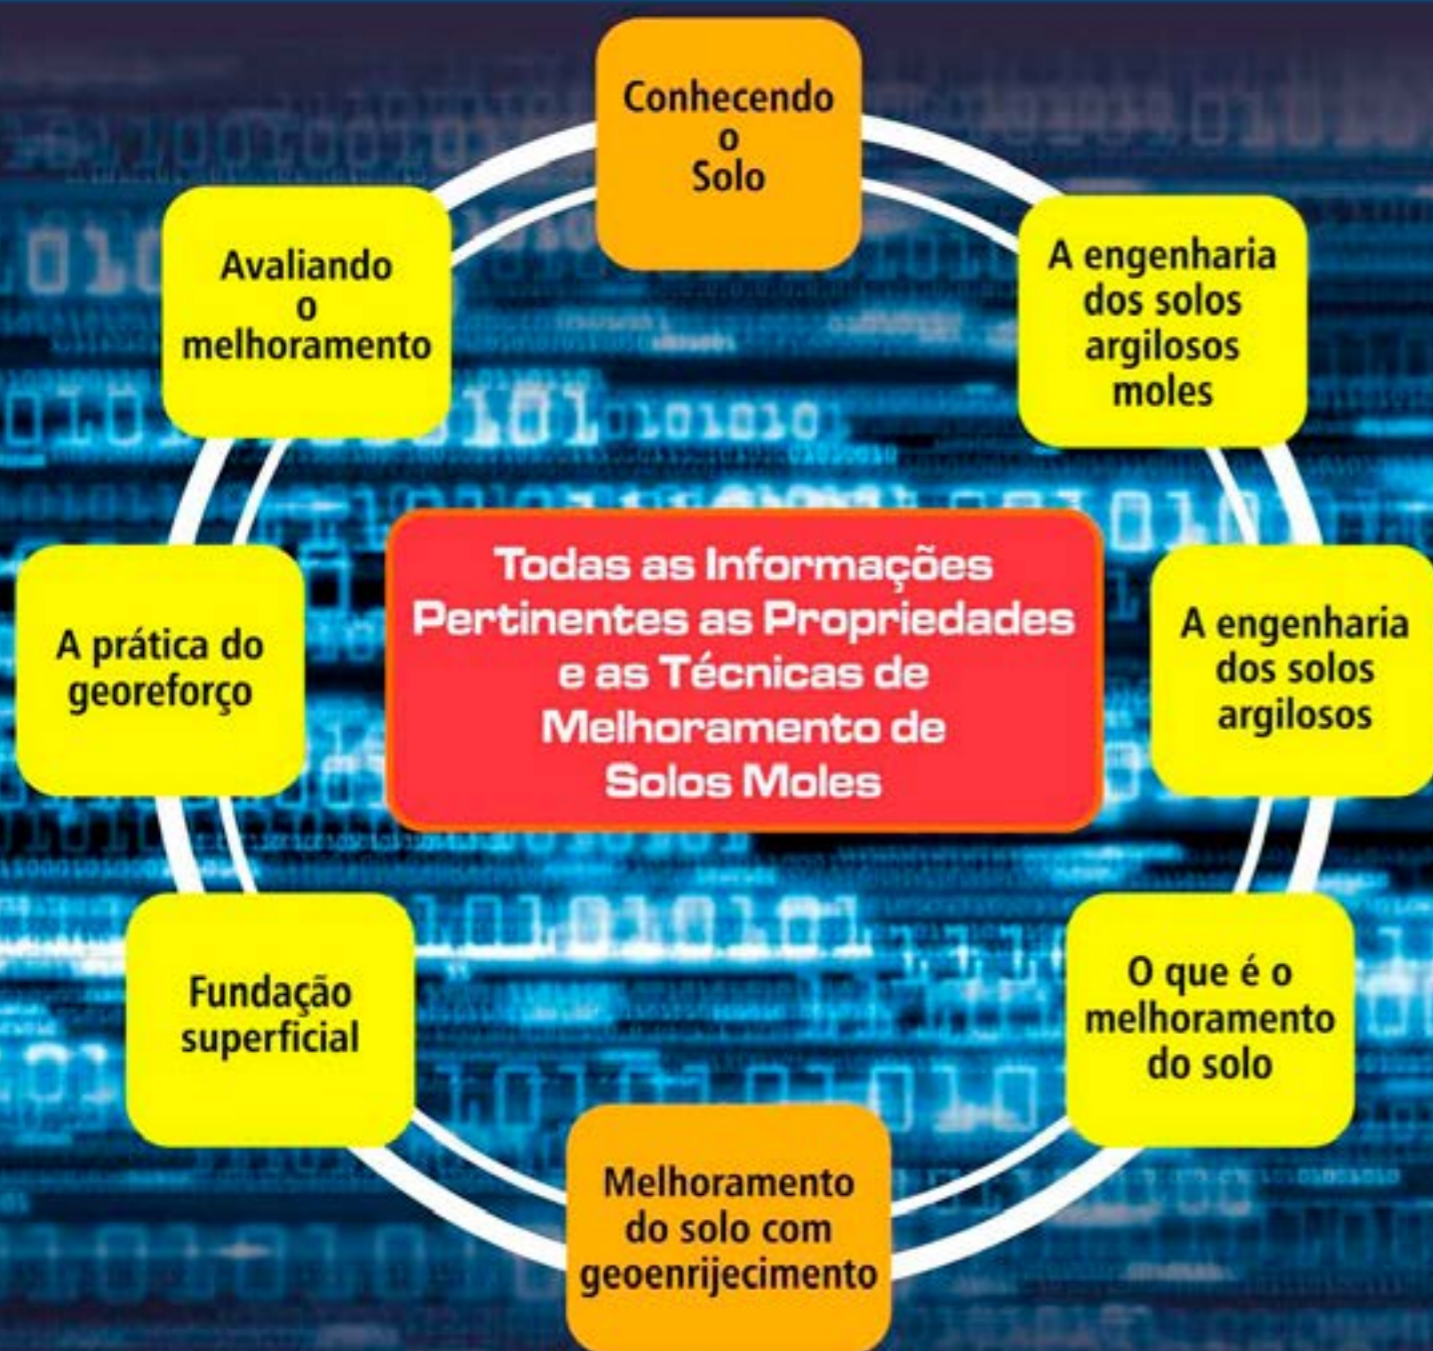 Conhecendo
o
Solo
A engenharia
dos solos
argilosos
moles
A engenharia
dos solos
argilosos
O que é o
melhoramento
do solo
Melhoramento
do solo com
geoenrijecimento
Fundação
superficial
A prática do
georeforço
Avaliando
o
melhoramento
Todas as Informações
Pertinentes as Propriedades
e as Técnicas de
Melhoramento de
Solos Moles